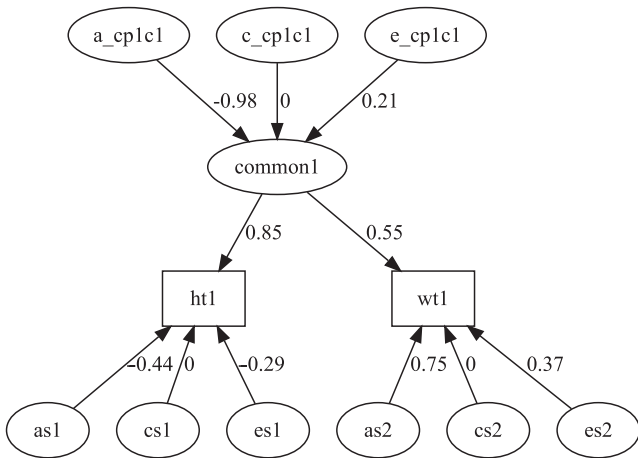 a_cp1c1 c_cp1c1 e_cp1c1
-0.98 0 0.21
common1
0.85 0.55
ht1 wt1
-0.44 0 -0.29 0.75 0 0.37
as1 cs1 es1 as2 cs2 es2